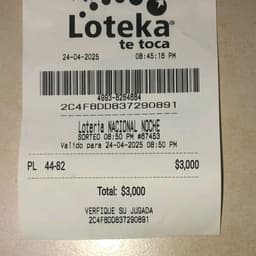 Loteka
te toca
24-04-2025 08:45:16 PM
4993-8264684
2C4F8DD837290891
Loteria NACIONAL NOCHE
SORTEO 08:50 PM #87453
Valido para 24-04-2025 08:50 PM
PL 44-82 $3,000
Total: $3,000
VERFIQUE SU JUGADA
2C4F8DD837290891